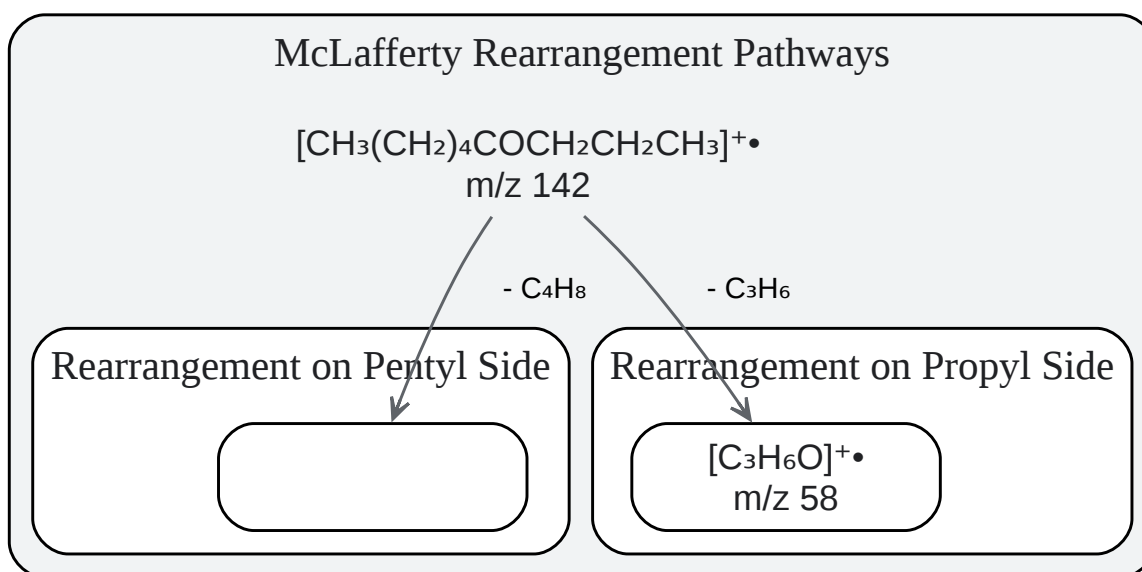 McLafferty Rearrangement Pathways
[CH₃(CH₂)₄COCH₂CH₂CH₃]⁺•
m/z 142
- C₄H₈
- C₃H₆
Rearrangement on Pentyl Side
Rearrangement on Propyl Side
[C₃H₆O]⁺•
m/z 58